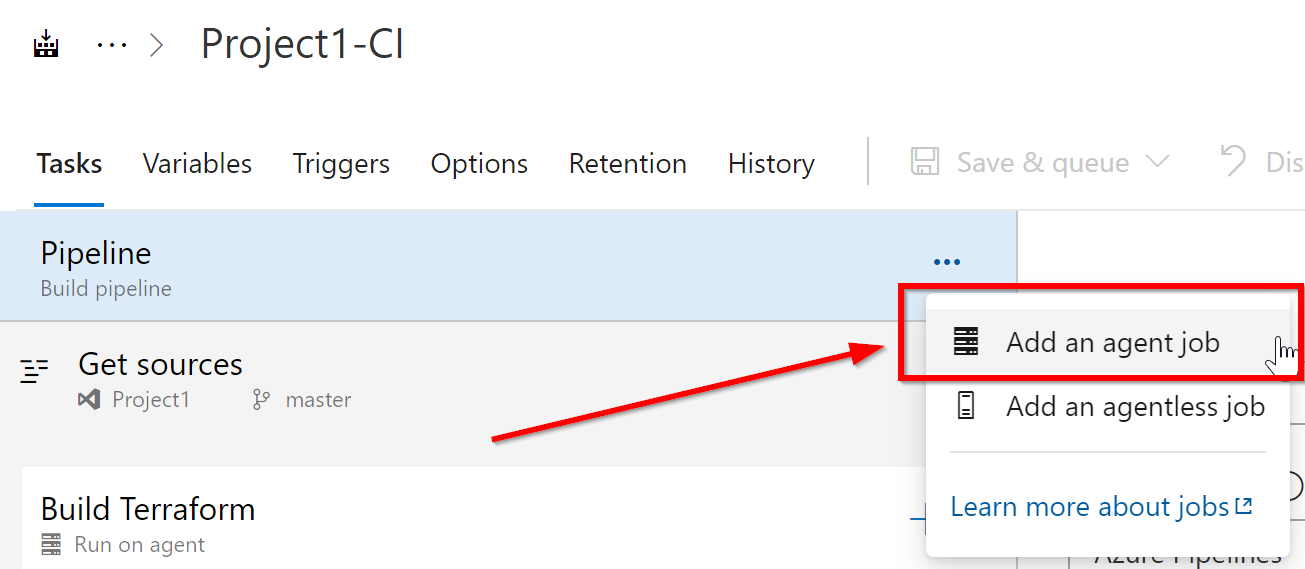 ... > Project1-CI
Tasks Variables Triggers Options Retention History Save & queue Dis
Pipeline
Build pipeline
Add an agent job
Get sources
Project1 master
Add an agentless job
Learn more about jobs
Build Terraform
Run on agent
Azure Pipelines